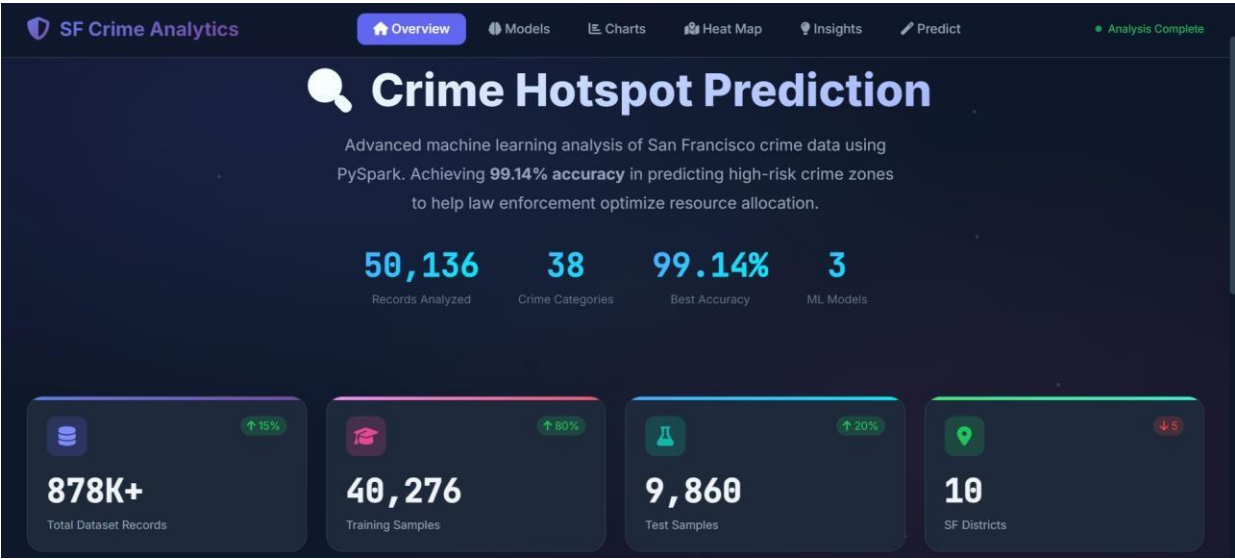 SF Crime Analytics
Overview
Models
Charts
Heat Map
Insights
Predict
Analysis Complete
Crime Hotspot Prediction
Advanced machine learning analysis of San Francisco crime data using
PySpark. Achieving 99.14% accuracy in predicting high-risk crime zones
to help law enforcement optimize resource allocation.
50,136
38
99.14%
3
Records Analyzed
Crime Categories
Best Accuracy
ML Models
↑ 15%
878K+
Total Dataset Records
↑ 80%
40,276
Training Samples
↑ 20%
9,860
Test Samples
↓ 5
10
SF Districts